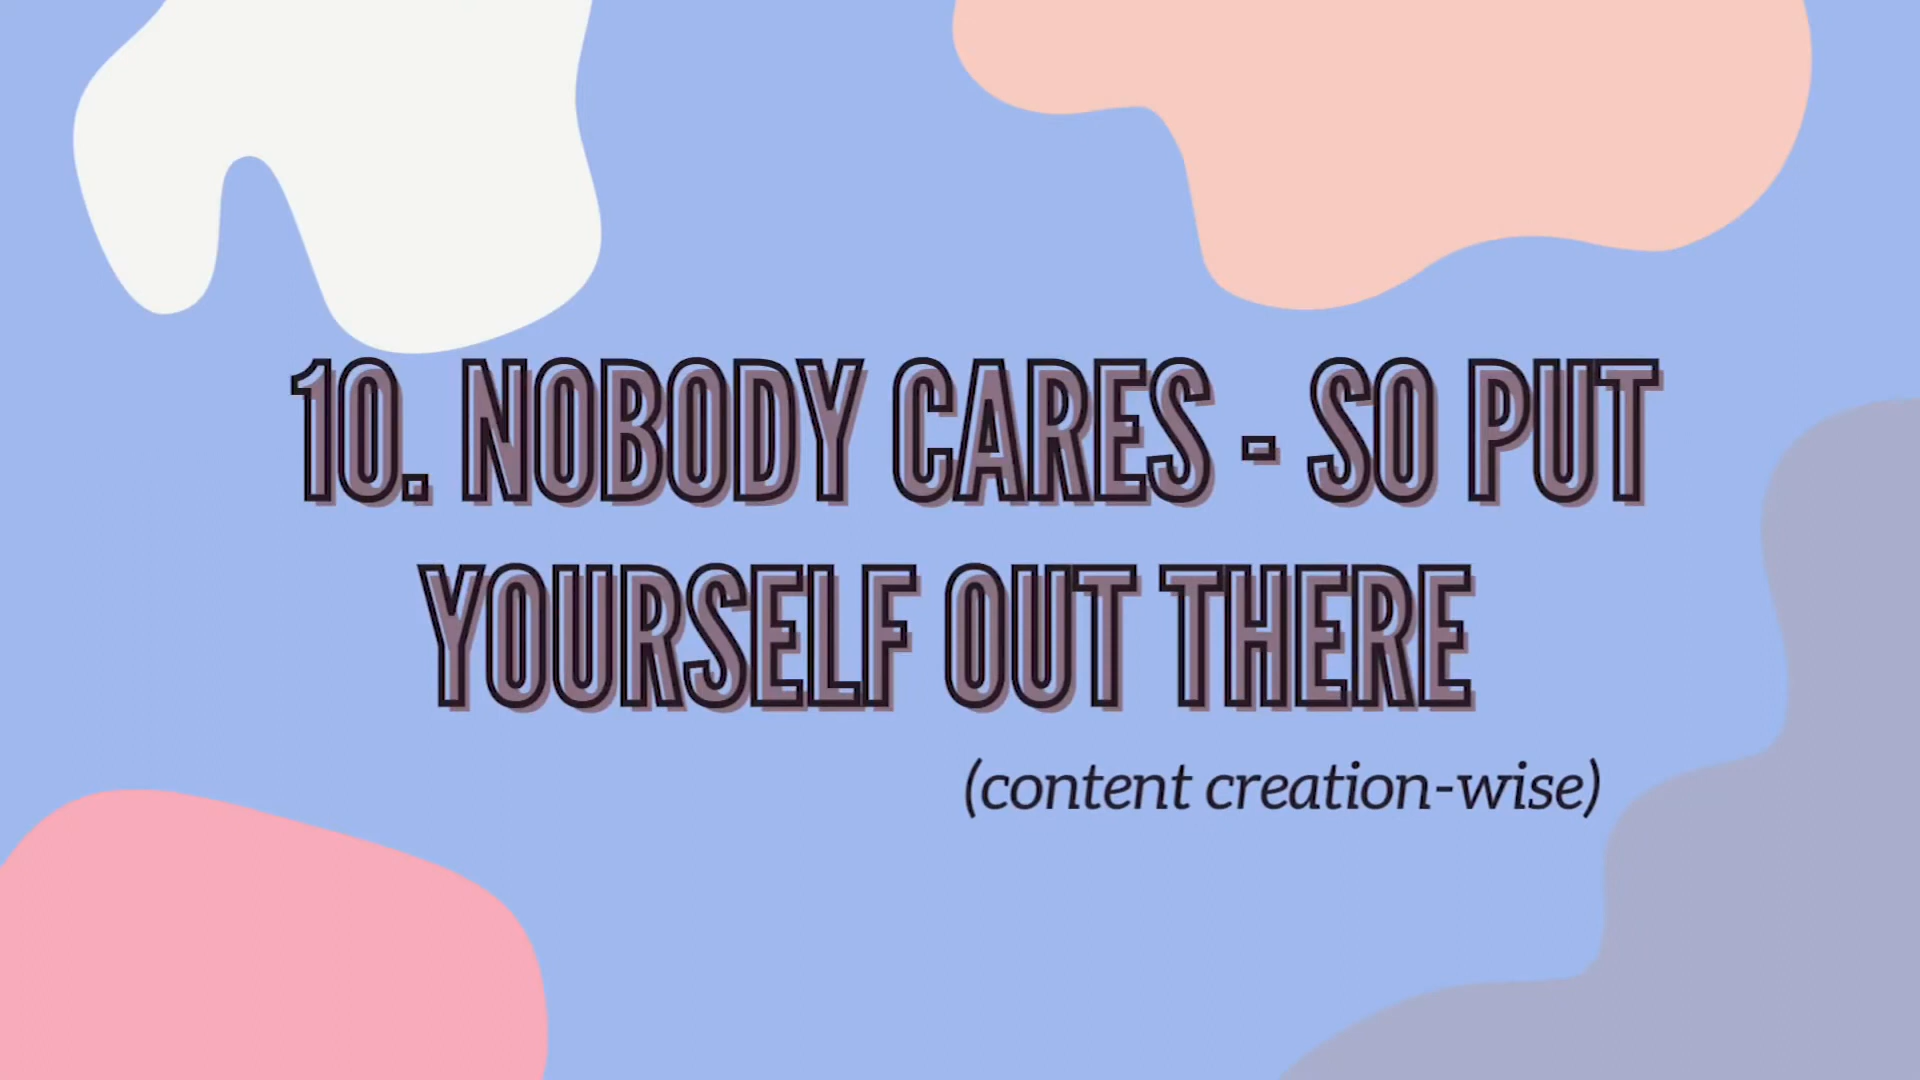 10. NOBODY CARES - SO PUT
YOURSELF OUT THERE
(content creation-wise)